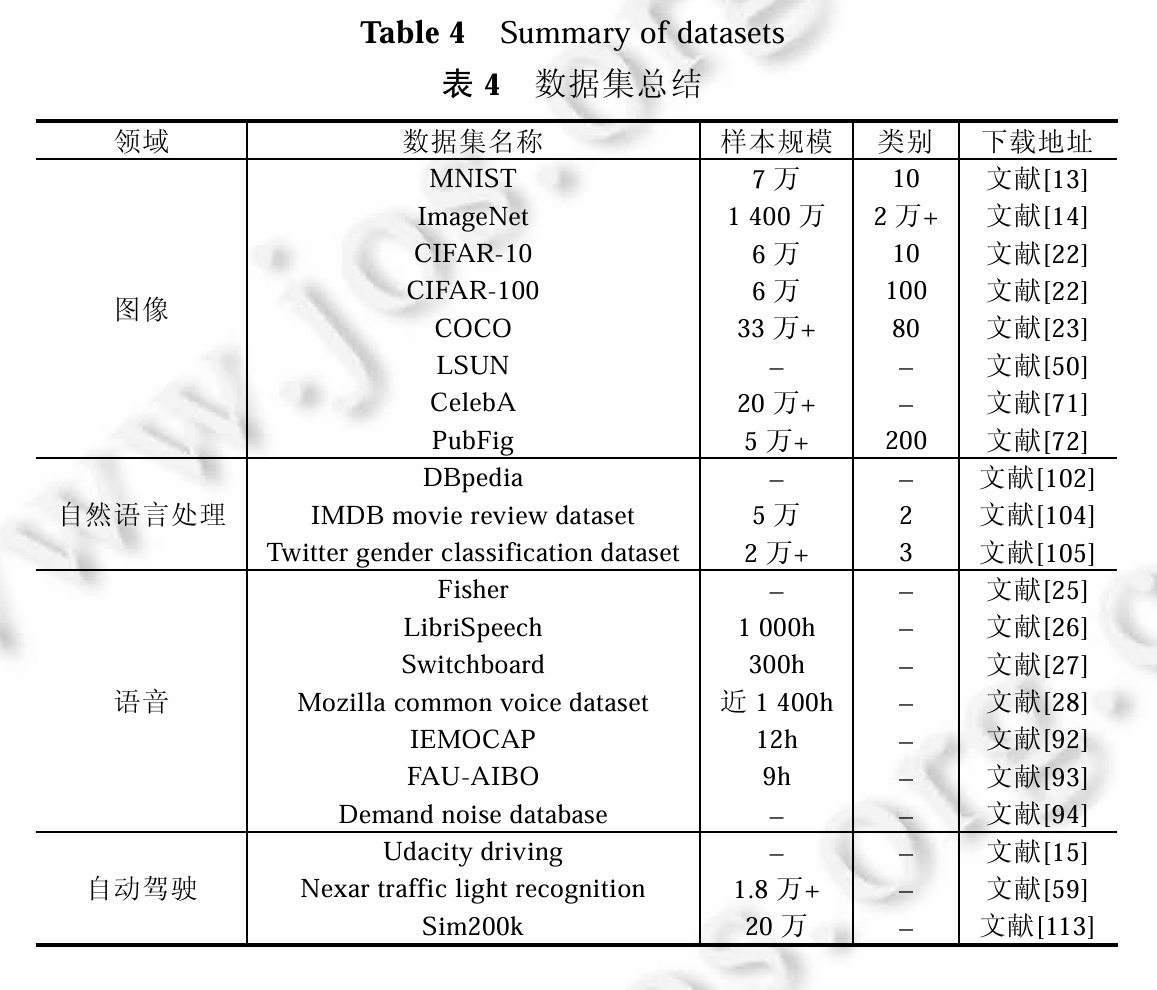 Table 4 Summary of datasets
表 4 数据集总结
领域 数据集名称 样本规模 类别 下载地址
图像
MNIST 7 万 10 文献[13]
ImageNet 1 400 万 2 万+ 文献[14]
CIFAR-10 6 万 10 文献[22]
CIFAR-100 6 万 100 文献[22]
COCO 33 万+ 80 文献[23]
LSUN – – 文献[50]
CelebA 20 万+ – 文献[71]
PubFig 5 万+ 200 文献[72]
自然语言处理
DBpedia – – 文献[102]
IMDB movie review dataset 5 万 2 文献[104]
Twitter gender classification dataset 2 万+ 3 文献[105]
语音
Fisher – – 文献[25]
LibriSpeech 1 000h – 文献[26]
Switchboard 300h – 文献[27]
Mozilla common voice dataset 近 1 400h – 文献[28]
IEMOCAP 12h – 文献[92]
FAU-AIBO 9h – 文献[93]
Demand noise database – – 文献[94]
自动驾驶
Udacity driving – – 文献[15]
Nexar traffic light recognition 1.8 万+ – 文献[59]
Sim200k 20 万 – 文献[113]